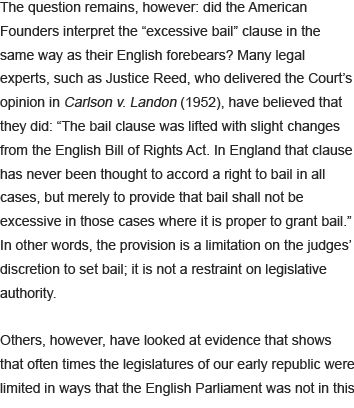 The question remains, however: did the American
Founders interpret the “excessive bail” clause in the
same way as their English forebears? Many legal
experts, such as Justice Reed, who delivered the Court’s
opinion in Carlson v. Landon (1952), have believed that
they did: “The bail clause was lifted with slight changes
from the English Bill of Rights Act. In England that clause
has never been thought to accord a right to bail in all
cases, but merely to provide that bail shall not be
excessive in those cases where it is proper to grant bail.”
In other words, the provision is a limitation on the judges’
discretion to set bail; it is not a restraint on legislative
authority.
Others, however, have looked at evidence that shows
that often times the legislatures of our early republic were
limited in ways that the English Parliament was not in this